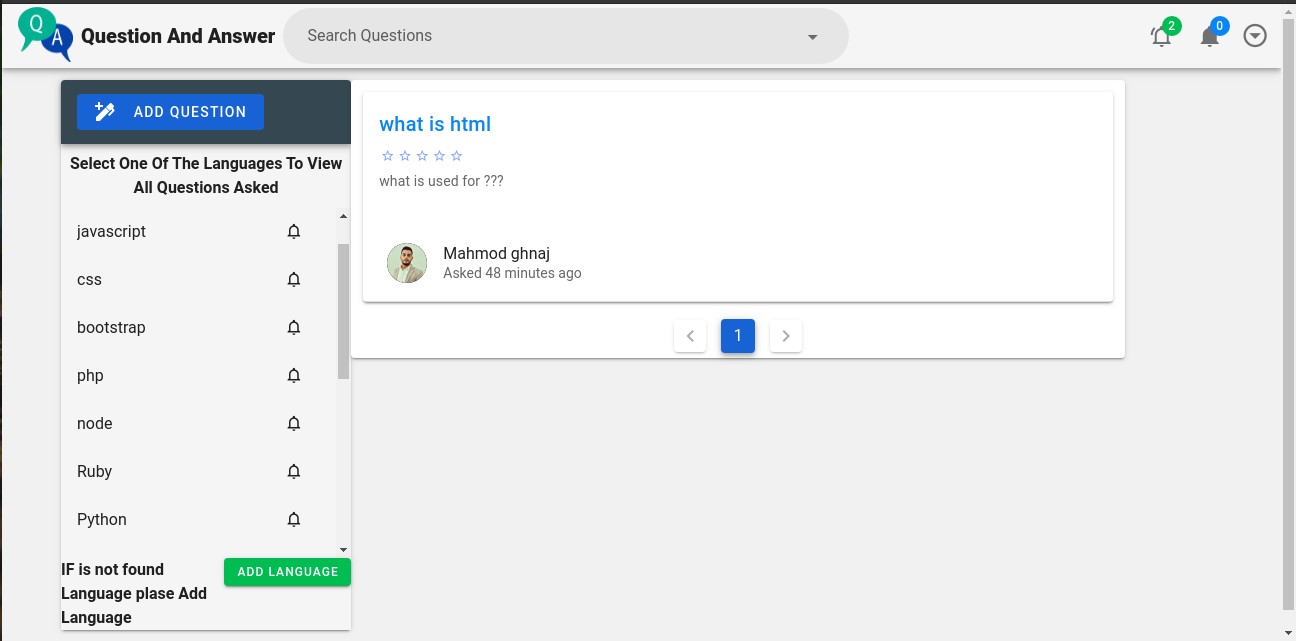 Q
A
Question And Answer
Search Questions
2
0
ADD QUESTION
Select One Of The Languages To View
All Questions Asked
javascript
css
bootstrap
php
node
Ruby
Python
IF is not found
Language plase Add
Language
ADD LANGUAGE
what is html
what is used for ???
Mahmod ghnaj
Asked 48 minutes ago
1